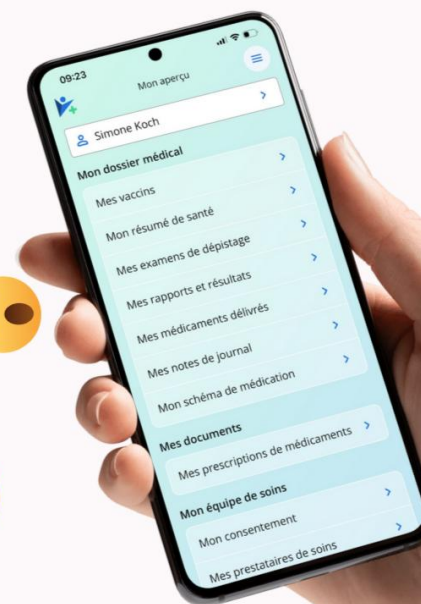 09:23
Mon aperçu
Simone Koch
Mon dossier médical
Mes vaccins
Mon résumé de santé
Mes examens de dépistage
Mes rapports et résultats
Mes médicaments délivrés
Mes notes de journal
Mon schéma de médication
Mes documents
Mes prescriptions de médicaments
Mon équipe de soins
Mon consentement
Mes prestataires de soins